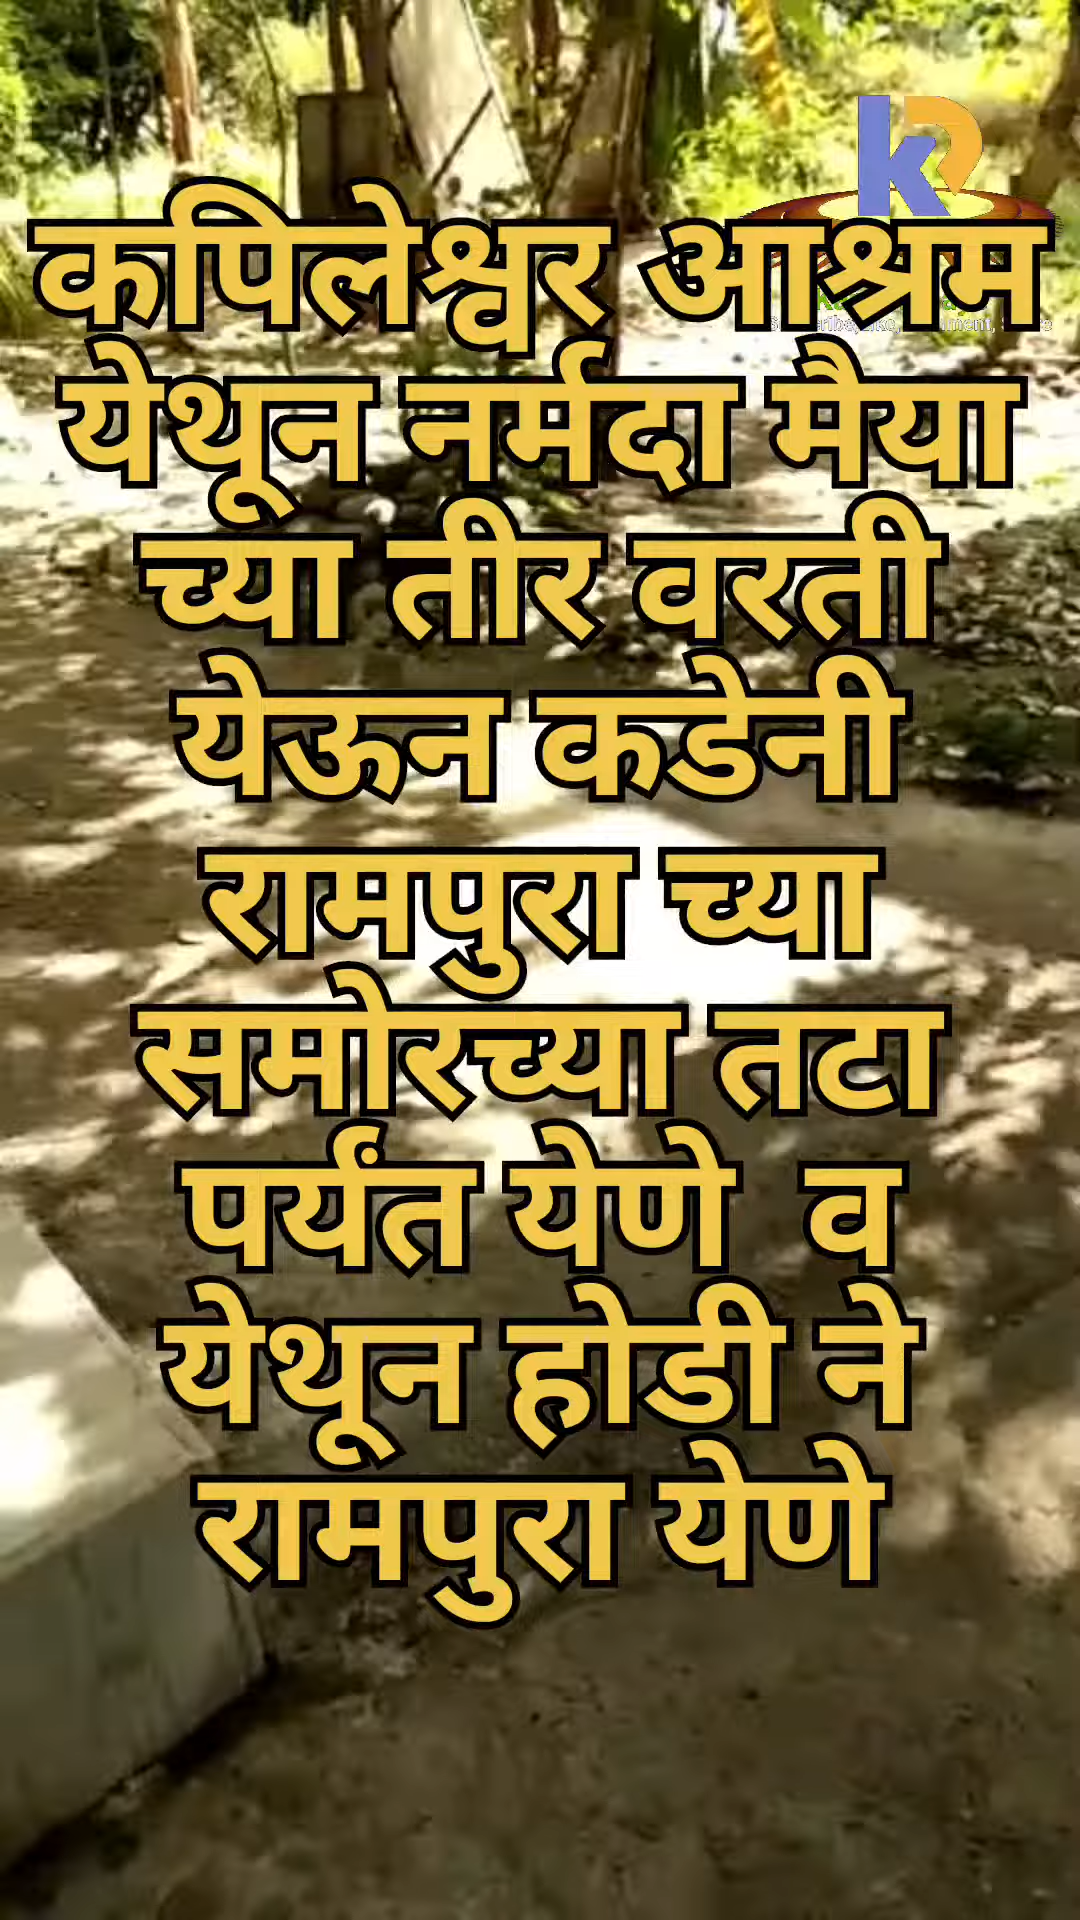 कपिलेश्वर आश्रम
येथून नर्मदा मैया
च्या तीर वरती
येऊन कडेनी
रामपुरा च्या
समोरच्या तटा
पर्यंत येणे व
येथून होडी ने
रामपुरा येणे